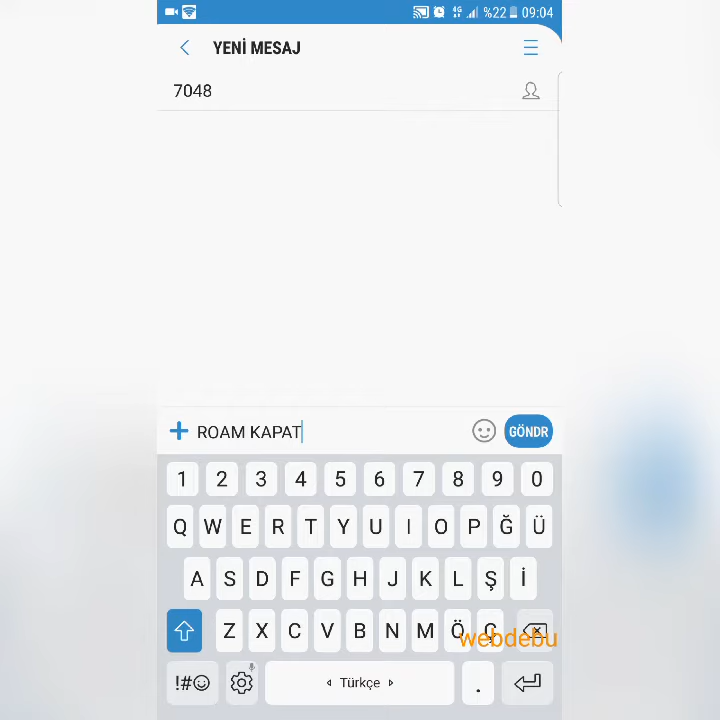 4G %22 09:04
YENİ MESAJ
7048
ROAM KAPAT
GÖNDR
1 2 3 4 5 6 7 8 9 0
Q W E R T Y U I O P Ğ Ü
A S D F G H J K L Ş İ
Z X C V B N M Ö Ç
webdebu
!#☺ Türkçe .